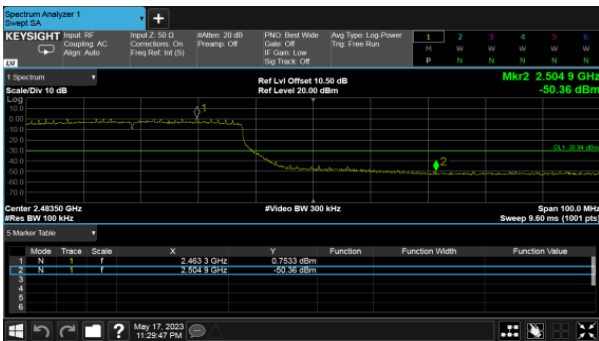 Spectrum Analyzer 1
Swept SA
+
KEYSIGHT Input: RF Input Z: 50 Ω #Atten: 20 dB PNO: Best Wide Avg Type: Log-Power 1 2 3 4 5 6
Coupling: AC Corrections: On Preamp: Off Gate: Off Trig: Free Run M W W W W W
Align: Auto Freq Ref: Int (S) IF Gain: Low P N N N N N
Sig Track: Off
LXI
1 Spectrum Ref Lvl Offset 10.50 dB Mkr2 2.504 9 GHz
Scale/Div 10 dB Ref Level 20.00 dBm -50.36 dBm
Log
10.0
0.00
-10.0
-20.0
-30.0
-40.0
-50.0
-60.0
-70.0
1
DL1 -30.94 dBm
2
Center 2.48350 GHz #Video BW 300 kHz Span 100.0 MHz
#Res BW 100 kHz Sweep 9.60 ms (1001 pts)
5 Marker Table
Mode Trace Scale X Y Function Function Width Function Value
1 N 1 f 2.463 3 GHz 0.7533 dBm
2 N 1 f 2.504 9 GHz -50.36 dBm
3
4
5
6
? May 17, 2023
11:29:47 PM